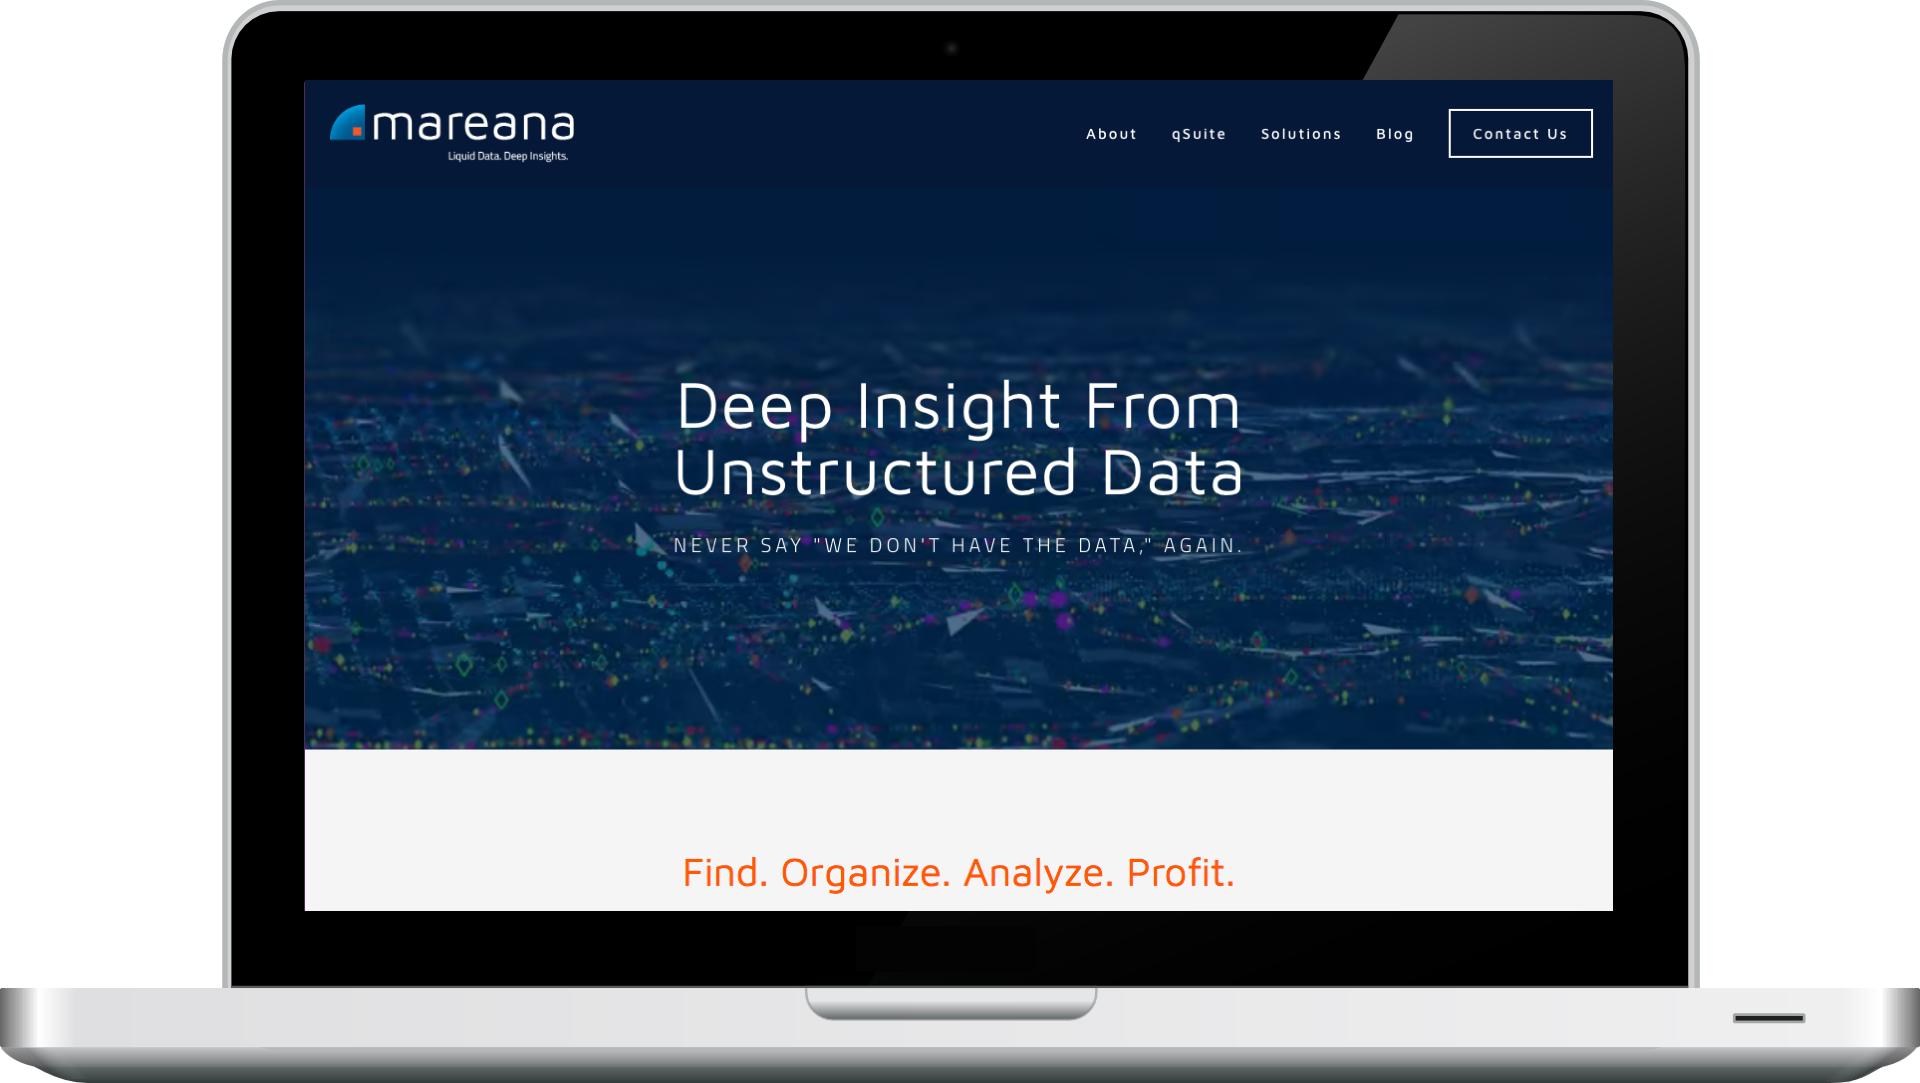 mareana
Liquid Data. Deep Insights.
About qSuite Solutions Blog Contact Us
Deep Insight From
Unstructured Data
NEVER SAY "WE DON'T HAVE THE DATA," AGAIN.
Find. Organize. Analyze. Profit.